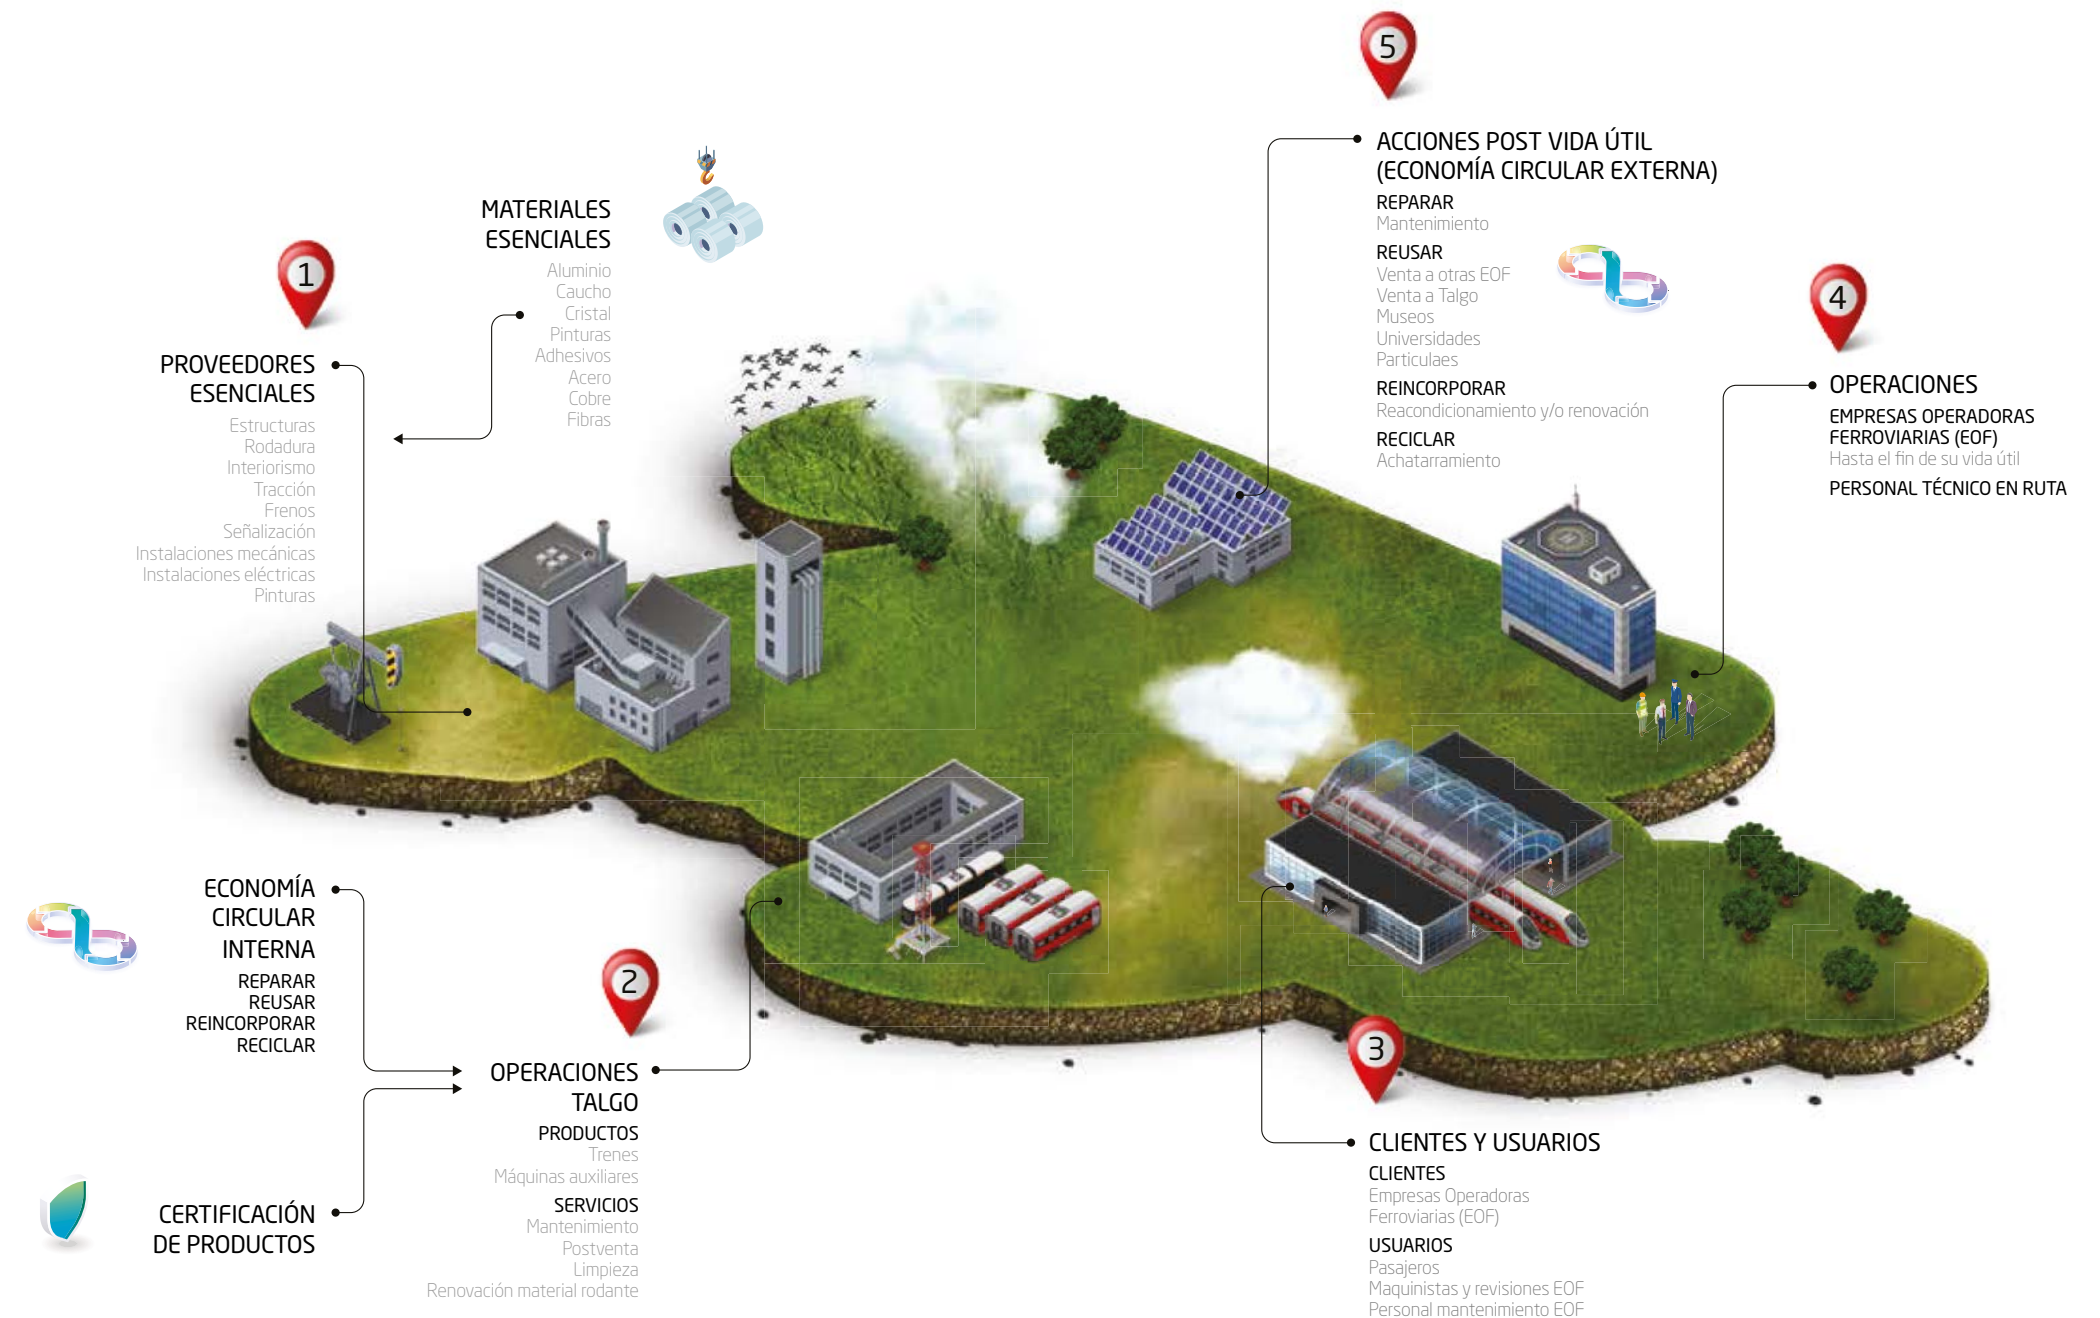 1
PROVEEDORES
ESENCIALES
Estructuras
Rodadura
Interiorismo
Tracción
Frenos
Señalización
Instalaciones mecánicas
Instalaciones eléctricas
Pinturas
MATERIALES
ESENCIALES
Aluminio
Caucho
Cristal
Pinturas
Adhesivos
Acero
Cobre
Fibras
ECONOMÍA
CIRCULAR
INTERNA
REPARAR
REUSAR
REINCORPORAR
RECICLAR
CERTIFICACIÓN
DE PRODUCTOS
2
OPERACIONES
TALGO
PRODUCTOS
Trenes
Máquinas auxiliares
SERVICIOS
Mantenimiento
Postventa
Limpieza
Renovación material rodante
3
CLIENTES Y USUARIOS
CLIENTES
Empresas Operadoras
Ferroviarias (EOF)
USUARIOS
Pasajeros
Maquinistas y revisiones EOF
Personal mantenimiento EOF
4
OPERACIONES
EMPRESAS OPERADORAS
FERROVIARIAS (EOF)
Hasta el fin de su vida útil
PERSONAL TÉCNICO EN RUTA
5
ACCIONES POST VIDA ÚTIL
(ECONOMÍA CIRCULAR EXTERNA)
REPARAR
Mantenimiento
REUSAR
Venta a otras EOF
Venta a Talgo
Museos
Universidades
Particulaes
REINCORPORAR
Reacondicionamiento y/o renovación
RECICLAR
Achatarramiento